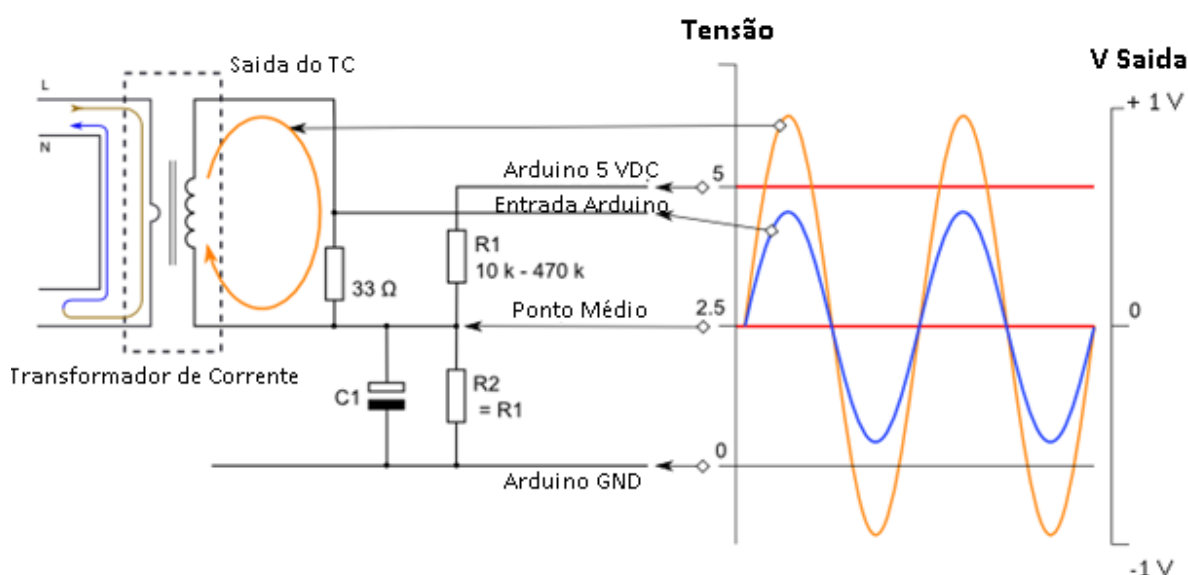 Tensão
V Saida
Saida do TC
+ 1 V
L
N
Arduino 5 VDC
5
Entrada Arduino
R1
10 k - 470 k
33 Ω
Ponto Médio
2.5
0
Transformador de Corrente
C1
R2
= R1
0
Arduino GND
-1 V